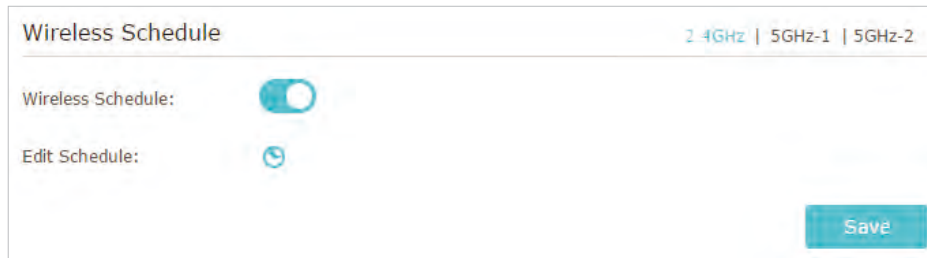 Wireless Schedule
2.4GHz | 5GHz-1 | 5GHz-2
Wireless Schedule:
Edit Schedule:
Save